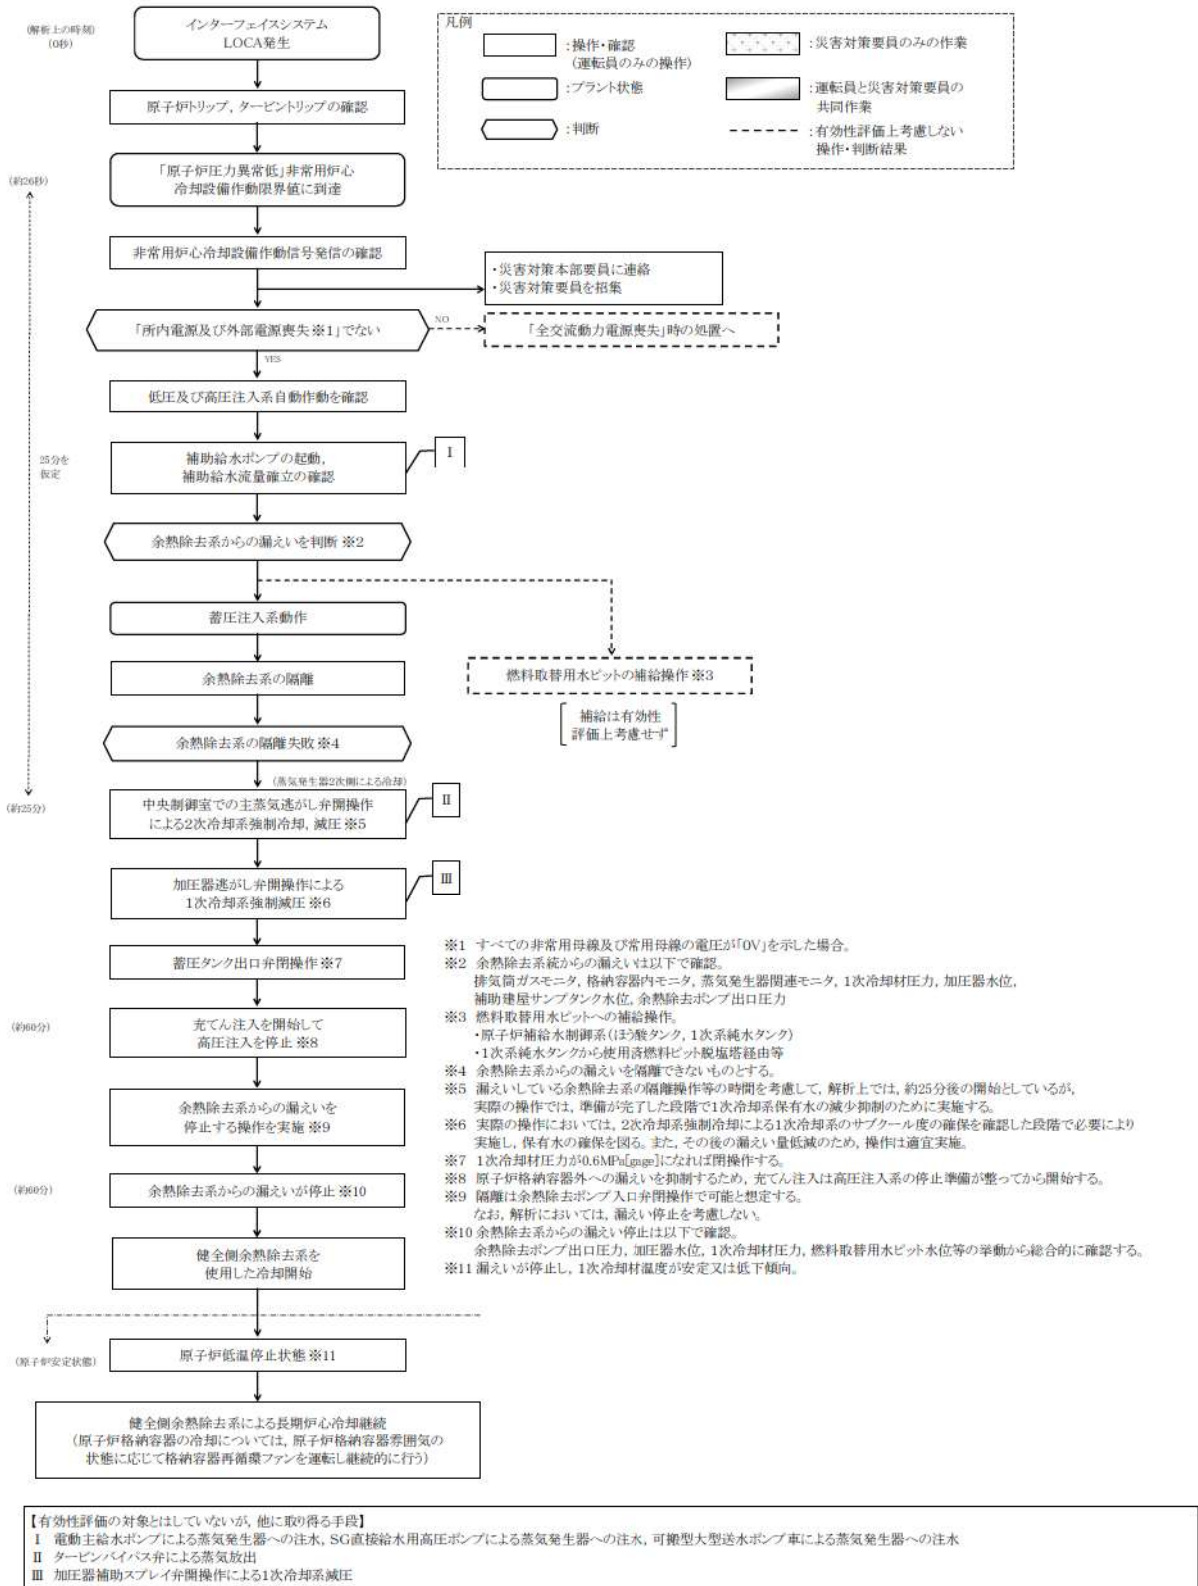 (解析上の時刻)
(0秒)
インターフェイスシステム
LOCA発生
凡例
:操作・確認
(運転員のみの操作)
:災害対策要員のみの作業
:プラント状態
:運転員と災害対策要員の
共同作業
:判断
:有効性評価上考慮しない
操作・判断結果
原子炉トリップ, タービントリップの確認
(約26秒)
「原子炉圧力異常低」非常用炉心
冷却設備作動限界値に到達
非常用炉心冷却設備作動信号発信の確認
・災害対策本部要員に連絡
・災害対策要員を招集
「所内電源及び外部電源喪失※1」でない
NO
「全交流動力電源喪失」時の処置へ
YES
低圧及び高圧注入系自動作動を確認
25分を
仮定
補助給水ポンプの起動,
補助給水流量確立の確認
Ⅰ
余熱除去系からの漏えいを判断※2
蓄圧注入系動作
余熱除去系の隔離
燃料取替用水ピットの補給操作※3
補給は有効性
評価上考慮せず
余熱除去系の隔離失敗※4
(蒸気発生器2次側による冷却)
(約25分)
中央制御室での主蒸気逃がし弁開操作
による2次冷却系強制冷却, 減圧※5
Ⅱ
加圧器逃がし弁開操作による
1次冷却系強制減圧※6
Ⅲ
蓄圧タンク出口弁閉操作※7
(約60分)
充てん注入を開始して
高圧注入を停止※8
余熱除去系からの漏えいを
停止する操作を実施※9
(約60分)
余熱除去系からの漏えいが停止※10
健全側余熱除去系を
使用した冷却開始
(原子炉安定状態)
原子炉低温停止状態※11
健全側余熱除去系による長期炉心冷却継続
(原子炉格納容器の冷却については, 原子炉格納容器雰囲気の
状態に応じて格納容器再循環ファンを運転し継続的に行う)
※1 すべての非常用母線及び常用母線の電圧が「0V」を示した場合。
※2 余熱除去系統からの漏えいは以下で確認。
排気筒ガスモニタ, 格納容器内モニタ, 蒸気発生器関連モニタ, 1次冷却材圧力, 加圧器水位,
補助建屋サンプタンク水位, 余熱除去ポンプ出口圧力
※3 燃料取替用水ピットへの補給操作。
・原子炉補給水制御系(ほう酸タンク, 1次系純水タンク)
・1次系純水タンクから使用済燃料ピット脱塩塔経由等
※4 余熱除去系からの漏えいを隔離できないものとする。
※5 漏えいしている余熱除去系の隔離操作等の時間を考慮して, 解析上では, 約25分後の開始としているが,
実際の操作では, 準備が完了した段階で1次冷却系保有水の減少抑制のために実施する。
※6 実際の操作においては, 2次冷却系強制冷却による1次冷却系のサブクール度の確保を確認した段階で必要により
実施し, 保有水の確保を図る。また, その後の漏えい量低減のため, 操作は適宜実施。
※7 1次冷却材圧力が0.6MPa[gage]になれば閉操作する。
※8 原子炉格納容器外への漏えいを抑制するため, 充てん注入は高圧注入系の停止準備が整ってから開始する。
※9 隔離は余熱除去ポンプ入口弁閉操作で可能と想定する。
なお, 解析においては, 漏えい停止を考慮しない。
※10 余熱除去系からの漏えい停止は以下で確認。
余熱除去ポンプ出口圧力, 加圧器水位, 1次冷却材圧力, 燃料取替用水ピット水位等の挙動から総合的に確認する。
※11 漏えいが停止し, 1次冷却材温度が安定又は低下傾向。
【有効性評価の対象とはしていないが, 他に取り得る手段】
Ⅰ 電動主給水ポンプによる蒸気発生器への注水, SG直接給水用高圧ポンプによる蒸気発生器への注水, 可搬型大型送水ポンプ車による蒸気発生器への注水
Ⅱ タービンバイパス弁による蒸気放出
Ⅲ 加圧器補助スプレイ弁開操作による1次冷却系減圧